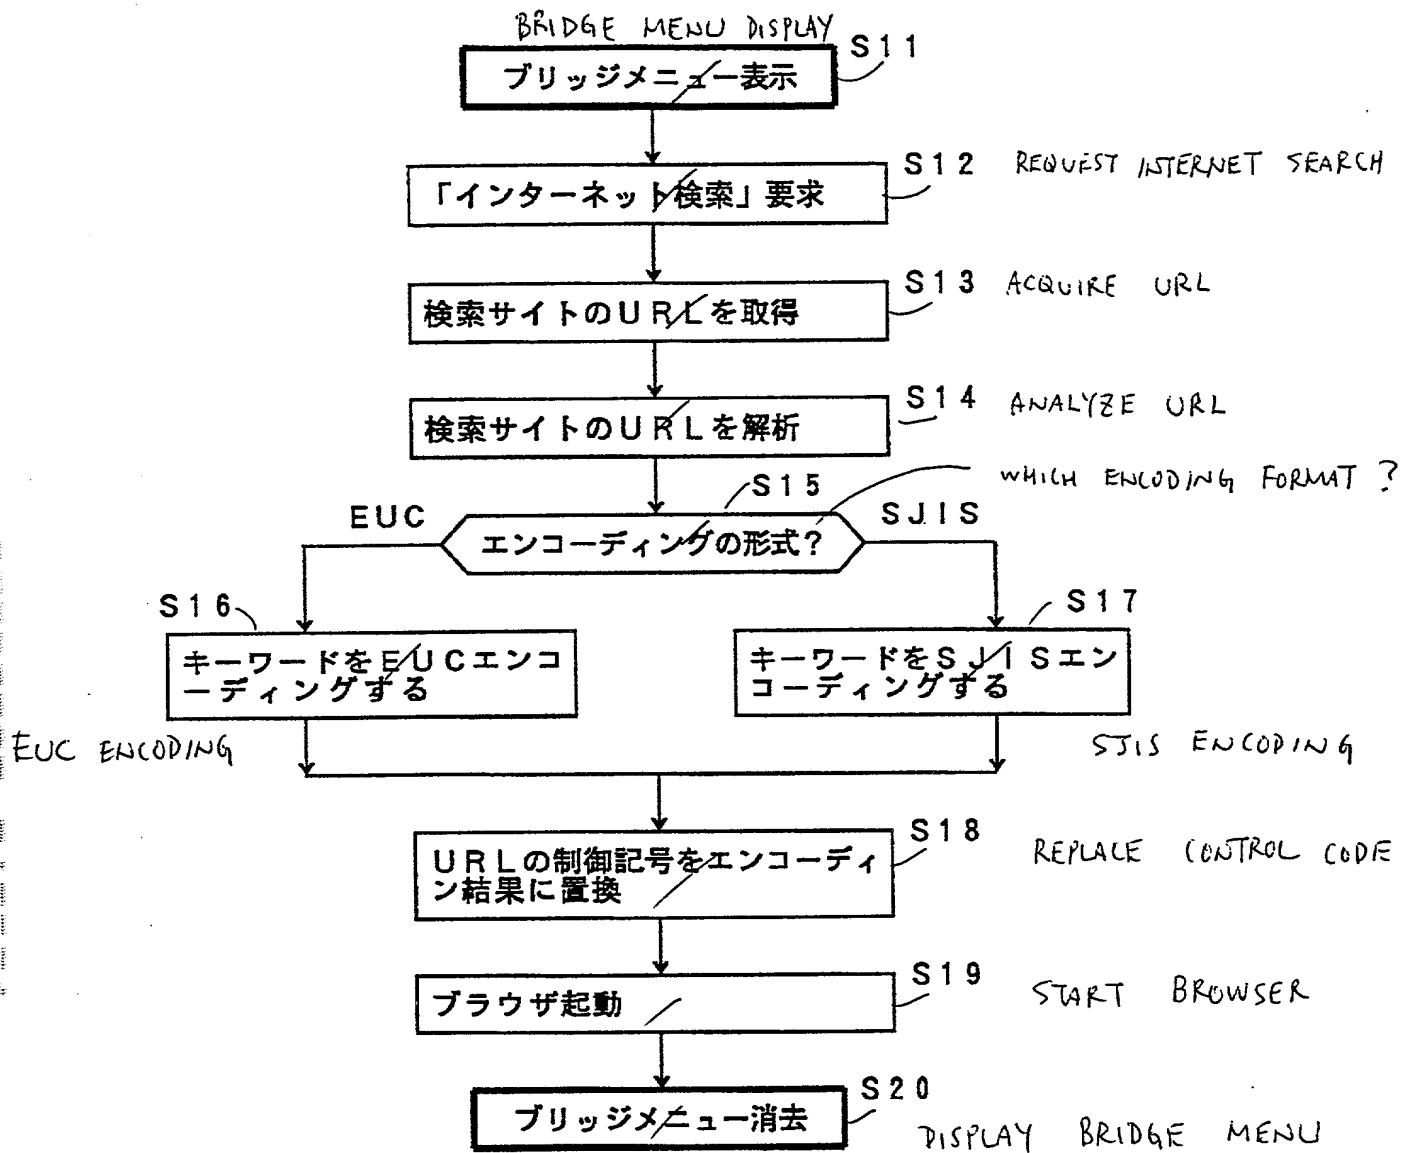 BRIDGE MENU DISPLAY
S11
ブリッジメニュー表示
S12 REQUEST INTERNET SEARCH
「インターネット検索」要求
S13 ACQUIRE URL
検索サイトのURLを取得
S14 ANALYZE URL
検索サイトのURLを解析
WHICH ENCODING FORMAT ?
S15
EUC
SJIS
エンコーディングの形式?
S16
S17
キーワードをEUCエンコ
ーディングする
キーワードをSJISエン
コーディングする
EUC ENCODING
SJIS ENCODING
S18
REPLACE CONTROL CODE
URLの制御記号をエンコーディ
ン結果に置換
S19
START BROWSER
ブラウザ起動
S20
ブリッジメニュー消去
DISPLAY BRIDGE MENU